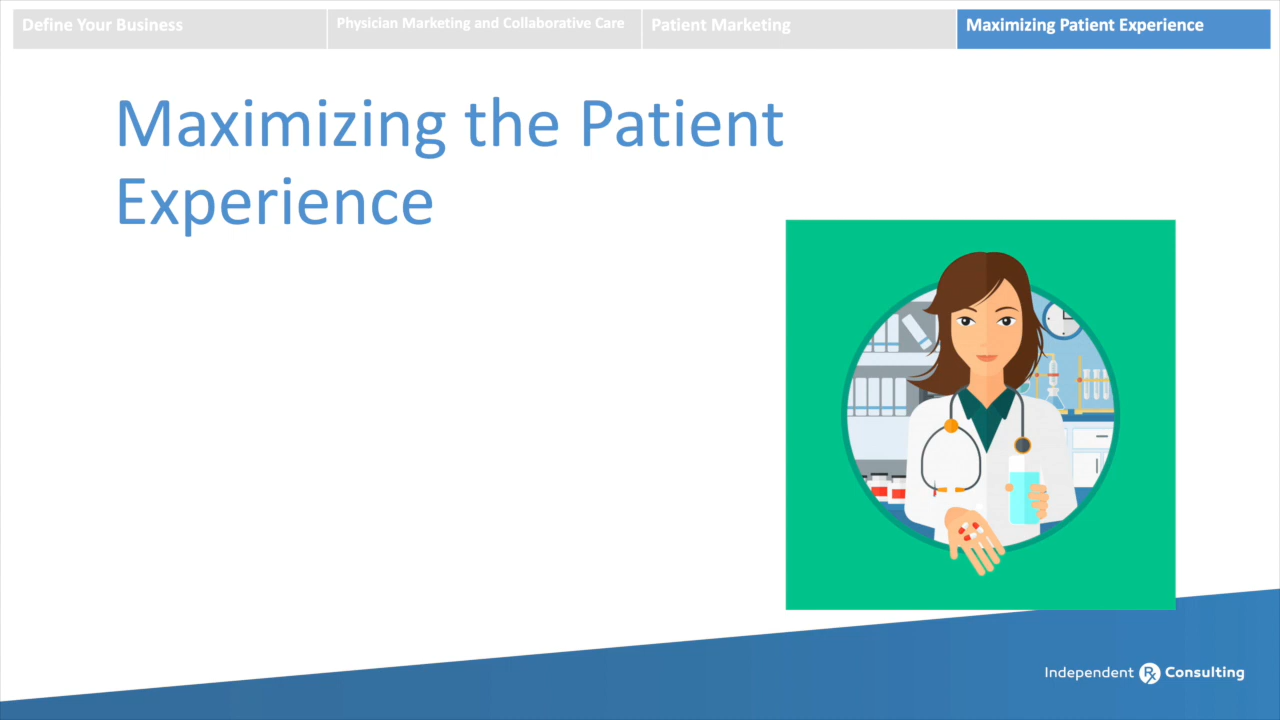 Define Your Business
Physician Marketing and Collaborative Care
Patient Marketing
Maximizing Patient Experience
Maximizing the Patient
Experience
Independent Rx Consulting